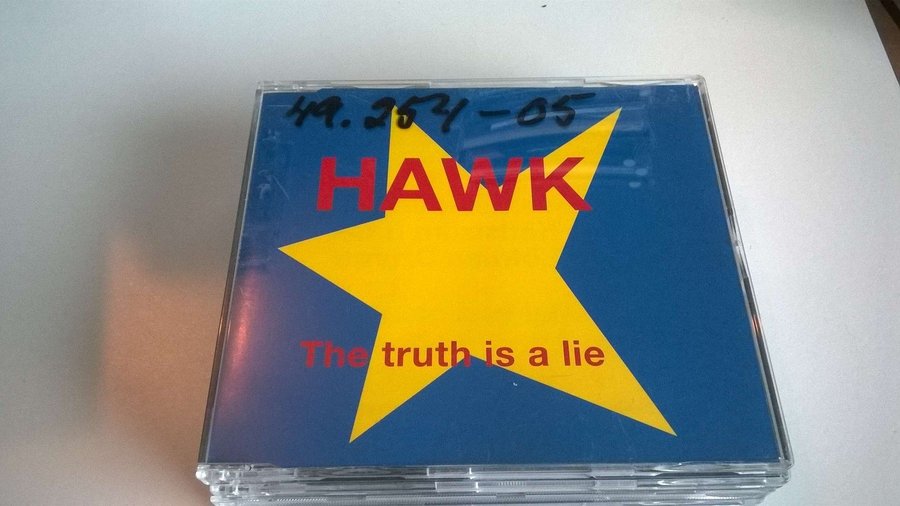 49.254-05
HAWK
The truth is a lie